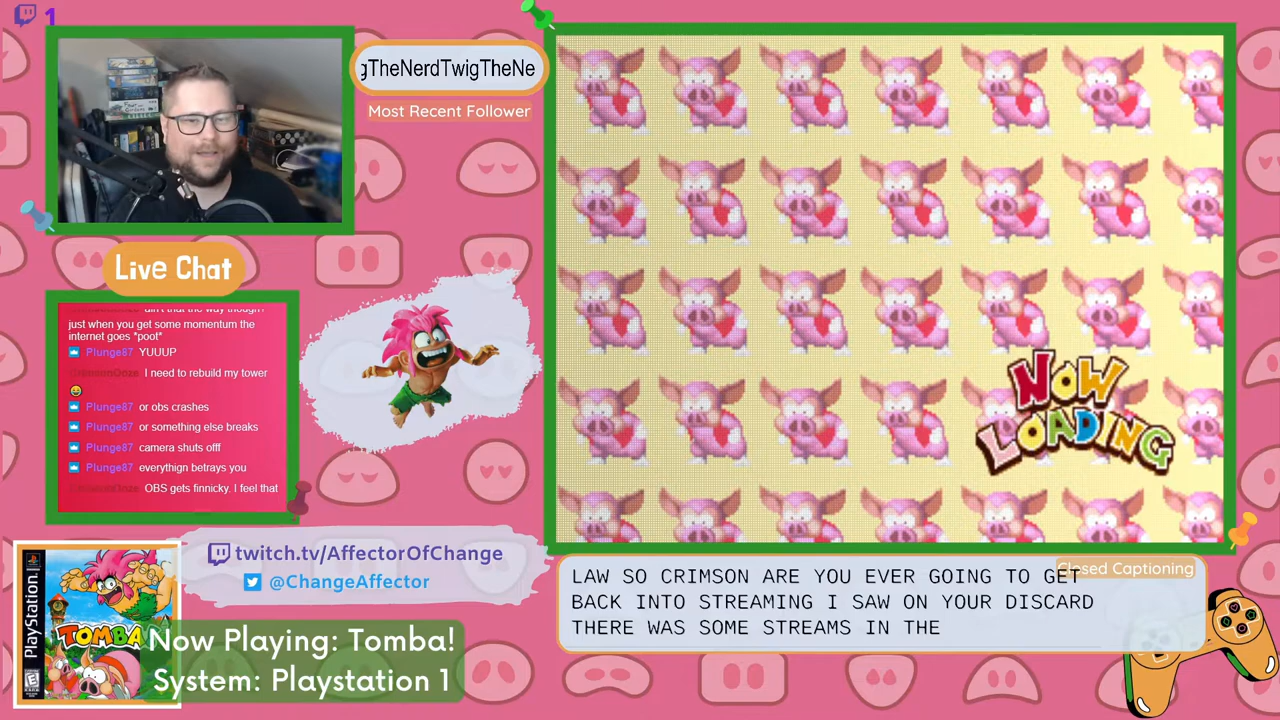 1
gTheNerdTwigTheNe
Most Recent Follower
Live Chat
just when you get some momentum the
internet goes *poot*
Plunge87 YUUUP
I need to rebuild my tower
Plunge87 or obs crashes
Plunge87 or something else breaks
Plunge87 camera shuts offf
Plunge87 everythign betrays you
OBS gets finnicky. I feel that
NOW
LOADING
twitch.tv/AffectorOfChange
@ChangeAffector
PlayStation
TOMBA
Now Playing: Tomba!
System: Playstation 1
Closed Captioning
LAW SO CRIMSON ARE YOU EVER GOING TO GET
BACK INTO STREAMING I SAW ON YOUR DISCARD
THERE WAS SOME STREAMS IN THE